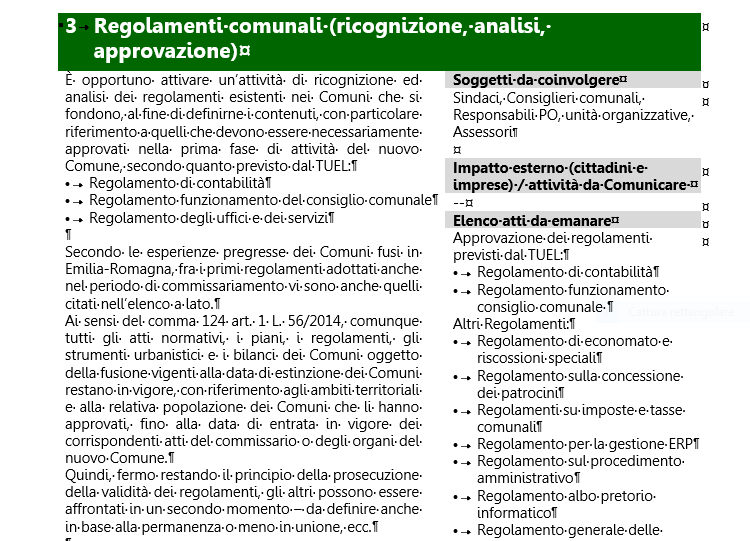 3 Regolamenti comunali (ricognizione, analisi,
approvazione)
È opportuno attivare un'attività di ricognizione ed
analisi dei regolamenti esistenti nei Comuni che si
fondono, al fine di definirne i contenuti, con particolare
riferimento a quelli che devono essere necessariamente
approvati nella prima fase di attività del nuovo
Comune, secondo quanto previsto dal TUEL:¶
• Regolamento di contabilità¶
• Regolamento funzionamento del consiglio comunale¶
• Regolamento degli uffici e dei servizi¶
¶
Secondo le esperienze pregresse dei Comuni fusi in
Emilia-Romagna, fra i primi regolamenti adottati anche
nel periodo di commissariamento vi sono anche quelli
citati nell'elenco a lato.¶
Ai sensi del comma 124 art. 1 L. 56/2014, comunque
tutti gli atti normativi, i piani, i regolamenti, gli
strumenti urbanistici e i bilanci dei Comuni oggetto
della fusione vigenti alla data di estinzione dei Comuni
restano in vigore, con riferimento agli ambiti territoriali
e alla relativa popolazione dei Comuni che li hanno
approvati, fino alla data di entrata in vigore dei
corrispondenti atti del commissario o degli organi del
nuovo Comune.¶
Quindi, fermo restando il principio della prosecuzione
della validità dei regolamenti, gli altri possono essere
affrontati in un secondo momento – da definire anche
in base alla permanenza o meno in unione, ecc.¶
Soggetti da coinvolgere¤
Sindaci, Consiglieri comunali,
Responsabili PO, unità organizzative,
Assessori¶
¤
Impatto esterno (cittadini e
imprese) / attività da Comunicare ¤
--¤
Elenco atti da emanare¤
Approvazione dei regolamenti
previsti dal TUEL:¶
• Regolamento di contabilità¶
• Regolamento funzionamento
consiglio comunale ¶
Altri Regolamenti:¶
• Regolamento di economato e
riscossioni speciali¶
• Regolamento sulla concessione
dei patrocini¶
• Regolamenti su imposte e tasse
comunali¶
• Regolamento per la gestione ERP¶
• Regolamento sul procedimento
amministrativo¶
• Regolamento albo pretorio
informatico¶
• Regolamento generale delle